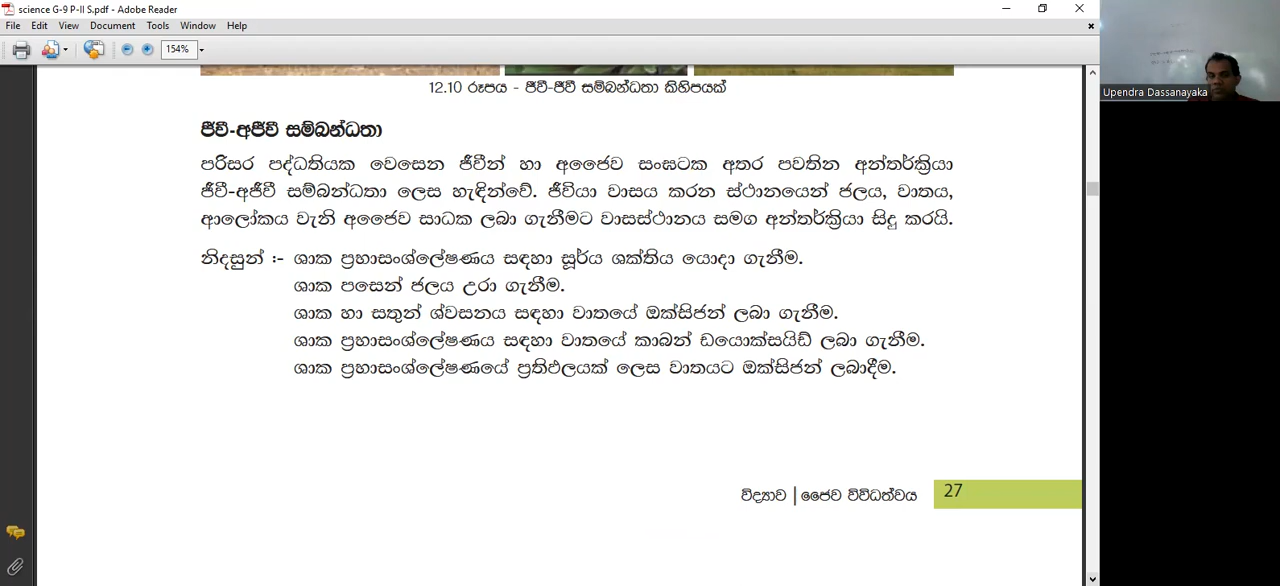 science G-9 P-II S.pdf - Adobe Reader
File Edit View Document Tools Window Help
154%
12.10 රූපය - ජීවී-ජීවී සම්බන්ධතා කිහිපයක්
ජීවී-අජීවී සම්බන්ධතා
පරිසර පද්ධතියක වෙසෙන ජීවීන් හා අජෛව සංඝටක අතර පවතින අන්තර්ක්‍රියා
ජීවී-අජීවී සම්බන්ධතා ලෙස හැඳින්වේ. ජීවියා වාසය කරන ස්ථානයෙන් ජලය, වාතය,
ආලෝකය වැනි අජෛව සාධක ලබා ගැනීමට වාසස්ථානය සමග අන්තර්ක්‍රියා සිදු කරයි.
නිදසුන් :- ශාක ප්‍රභාසංශ්ලේෂණය සඳහා සූර්ය ශක්තිය යොදා ගැනීම.
ශාක පසෙන් ජලය උරා ගැනීම.
ශාක හා සතුන් ශ්වසනය සඳහා වාතයේ ඔක්සිජන් ලබා ගැනීම.
ශාක ප්‍රභාසංශ්ලේෂණය සඳහා වාතයේ කාබන් ඩයොක්සයිඩ් ලබා ගැනීම.
ශාක ප්‍රභාසංශ්ලේෂණයේ ප්‍රතිඵලයක් ලෙස වාතයට ඔක්සිජන් ලබාදීම.
විද්‍යාව | ජෛව විවිධත්වය 27
Upendra Dassanayaka